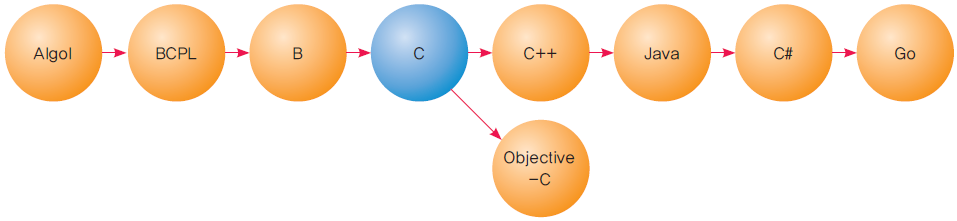 Algol
BCPL
B
C
C++
Java
C#
Go
Objective
-C